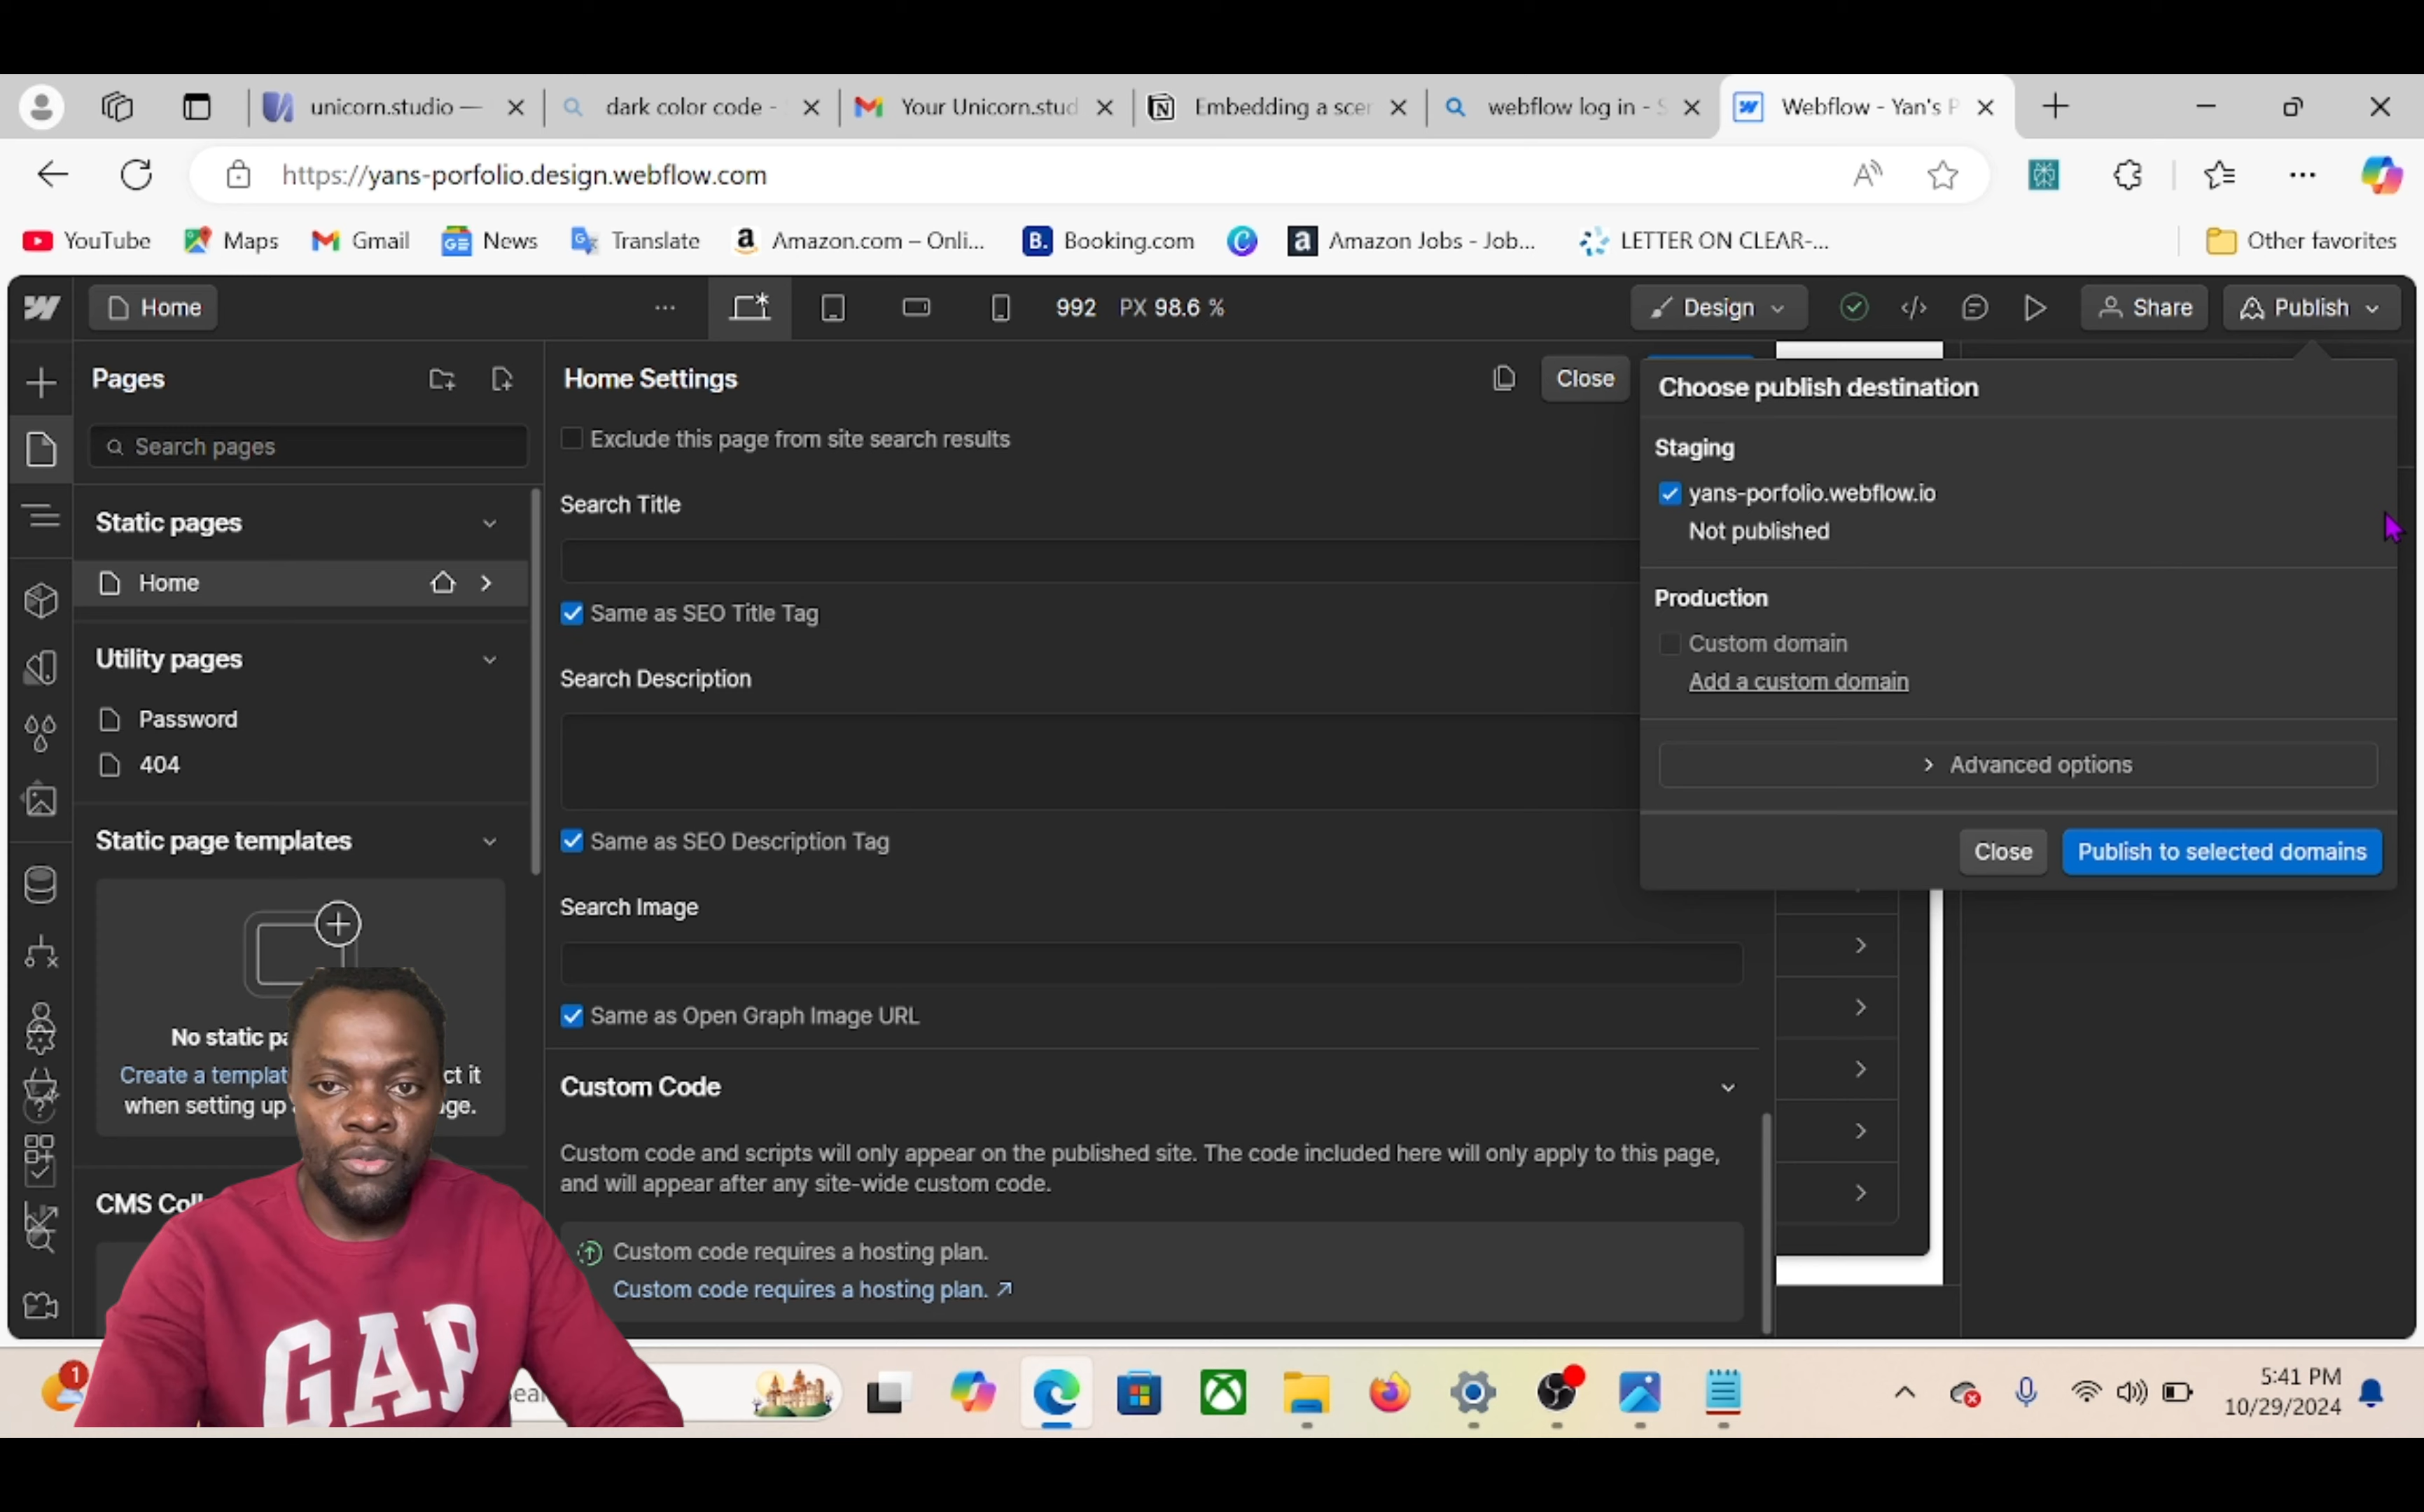 unicorn.studio —
dark color code -
Your Unicorn.stud
Embedding a scer
webflow log in - S
Webflow - Yan's P
https://yans-porfolio.design.webflow.com
YouTube
Maps
Gmail
News
Translate
Amazon.com – Onli...
Booking.com
Amazon Jobs - Job...
LETTER ON CLEAR-...
Other favorites
Home
992 PX 98.6 %
Design
Share
Publish
Pages
Search pages
Static pages
Home
Utility pages
Password
404
Static page templates
No static pa
Create a templat
ct it
when setting up
ge.
CMS Coll
Home Settings
Close
Exclude this page from site search results
Search Title
Same as SEO Title Tag
Search Description
Same as SEO Description Tag
Search Image
Same as Open Graph Image URL
Custom Code
Custom code and scripts will only appear on the published site. The code included here will only apply to this page,
and will appear after any site-wide custom code.
Custom code requires a hosting plan.
Custom code requires a hosting plan.
Choose publish destination
Staging
yans-porfolio.webflow.io
Not published
Production
Custom domain
Add a custom domain
Advanced options
Close
Publish to selected domains
GAP
1
5:41 PM
10/29/2024